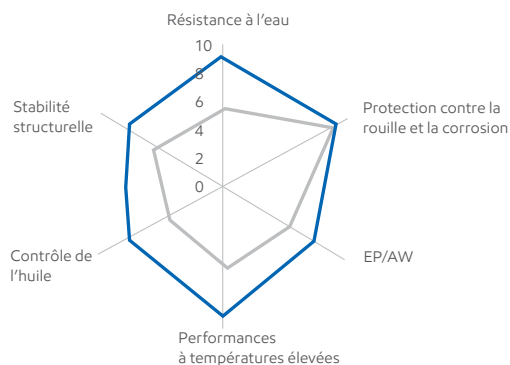 Résistance à l'eau
10
8
6
4
2
0
Stabilité
structurelle
Protection contre la
rouille et la corrosion
Contrôle de
l'huile
EP/AW
Performances
à températures élevées